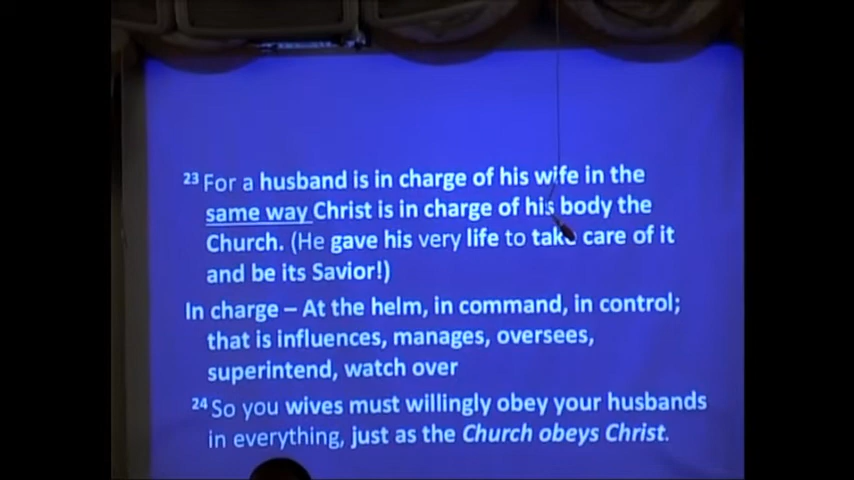 23 For a husband is in charge of his wife in the
same way Christ is in charge of his body the
Church. (He gave his very life to take care of it
and be its Savior!)
In charge – At the helm, in command, in control;
that is influences, manages, oversees,
superintend, watch over
24 So you wives must willingly obey your husbands
in everything, just as the Church obeys Christ.